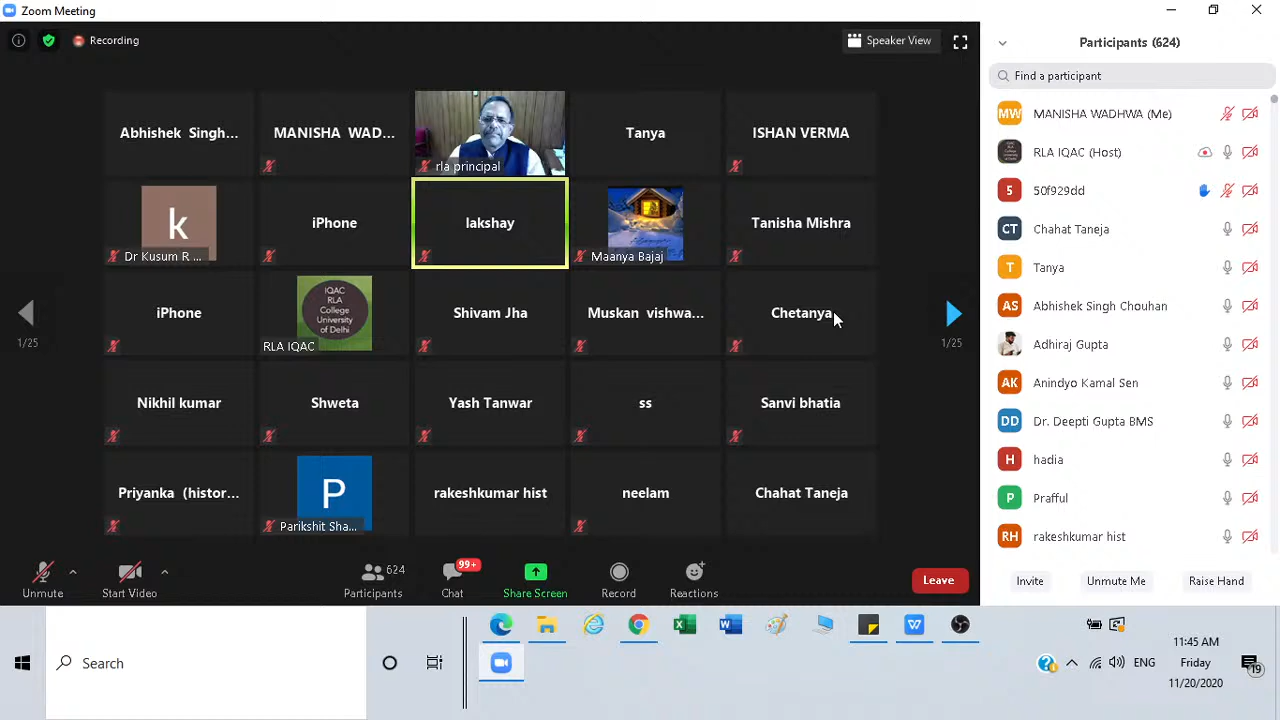 Zoom Meeting
Recording
Speaker View
Participants (624)
Find a participant
Abhishek Singh...
MANISHA WAD...
rla principal
Tanya
ISHAN VERMA
k
Dr Kusum R ...
iPhone
lakshay
Maanya Bajaj
Tanisha Mishra
iPhone
IQAC
RLA
College
University
of Delhi
RLA IQAC
Shivam Jha
Muskan vishwa...
Chetanya
1/25
1/25
Nikhil kumar
Shweta
Yash Tanwar
ss
Sanvi bhatia
Priyanka (histor...
P
Parikshit Sha...
rakeshkumar hist
neelam
Chahat Taneja
MW
MANISHA WADHWA (Me)
RLA IQAC (Host)
5
50f929dd
CT
Chahat Taneja
T
Tanya
AS
Abhishek Singh Chouhan
Adhiraj Gupta
AK
Anindyo Kamal Sen
DD
Dr. Deepti Gupta BMS
H
hadia
P
Prafful
RH
rakeshkumar hist
Unmute
Start Video
624
Participants
99+
Chat
Share Screen
Record
Reactions
Leave
Invite
Unmute Me
Raise Hand
Search
ENG
11:45 AM
Friday
11/20/2020
19